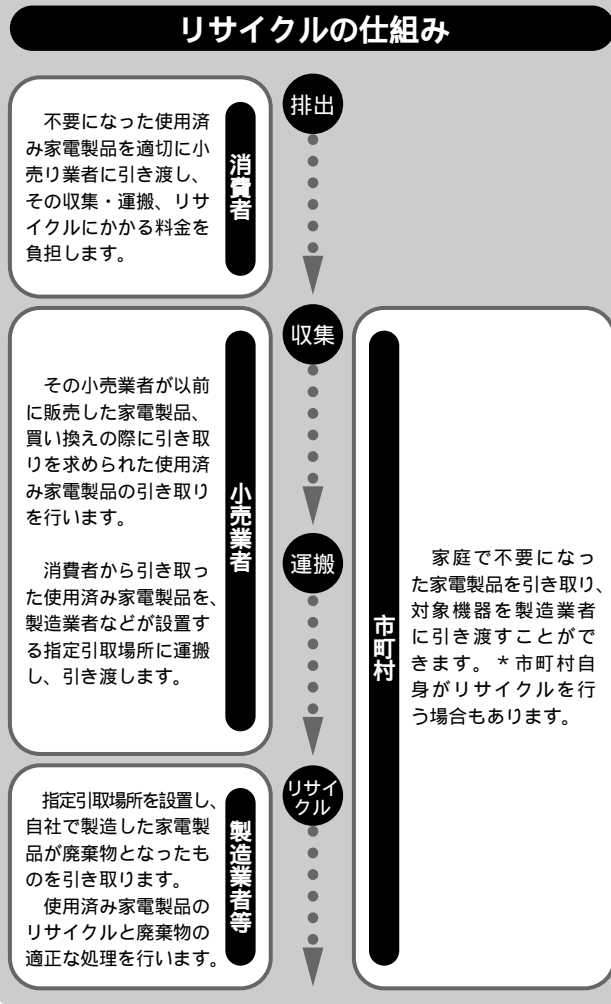 リサイクルの仕組み
排出
不要になった使用済
み家電製品を適切に小
売り業者に引き渡し、
その収集・運搬、リサ
イクルにかかる料金を
負担します。
消費者
収集
その小売業者が以前
に販売した家電製品、
買い換えの際に引き取
りを求められた使用済
み家電製品の引き取り
を行います。
消費者から引き取っ
た使用済み家電製品を、
製造業者などが設置す
る指定引取場所に運搬
し、引き渡します。
小売業者
運搬
市町村
家庭で不要になっ
た家電製品を引き取り、
対象機器を製造業者
に引き渡すことがで
きます。＊市町村自
身がリサイクルを行
う場合もあります。
リサイ
クル
指定引取場所を設置し、
自社で製造した家電製
品が廃棄物となったも
のを引き取ります。
使用済み家電製品の
リサイクルと廃棄物の
適正な処理を行います。
製造業者等